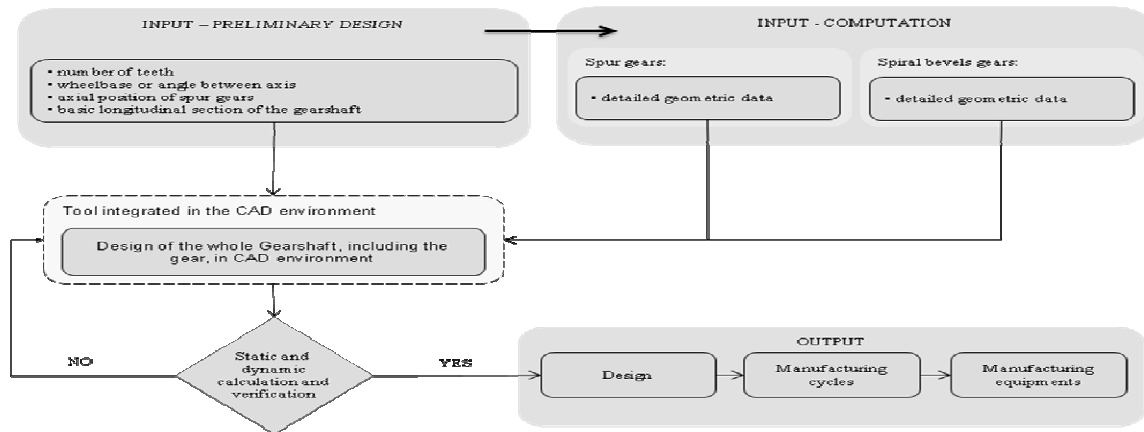 INPUT – PRELIMINARY DESIGN
• number of teeth
• wheelbase or angle between axis
• axial position of spur gears
• basic longitudinal section of the gearshaft
INPUT - COMPUTATION
Spur gears:
• detailed geometric data
Spiral bevels gears:
• detailed geometric data
Tool integrated in the CAD environment
Design of the whole Gearshaft, including the
gear, in CAD environment
Static and
dynamic
calculation and
verification
NO
YES
OUTPUT
Design
Manufacturing
cycles
Manufacturing
equipments